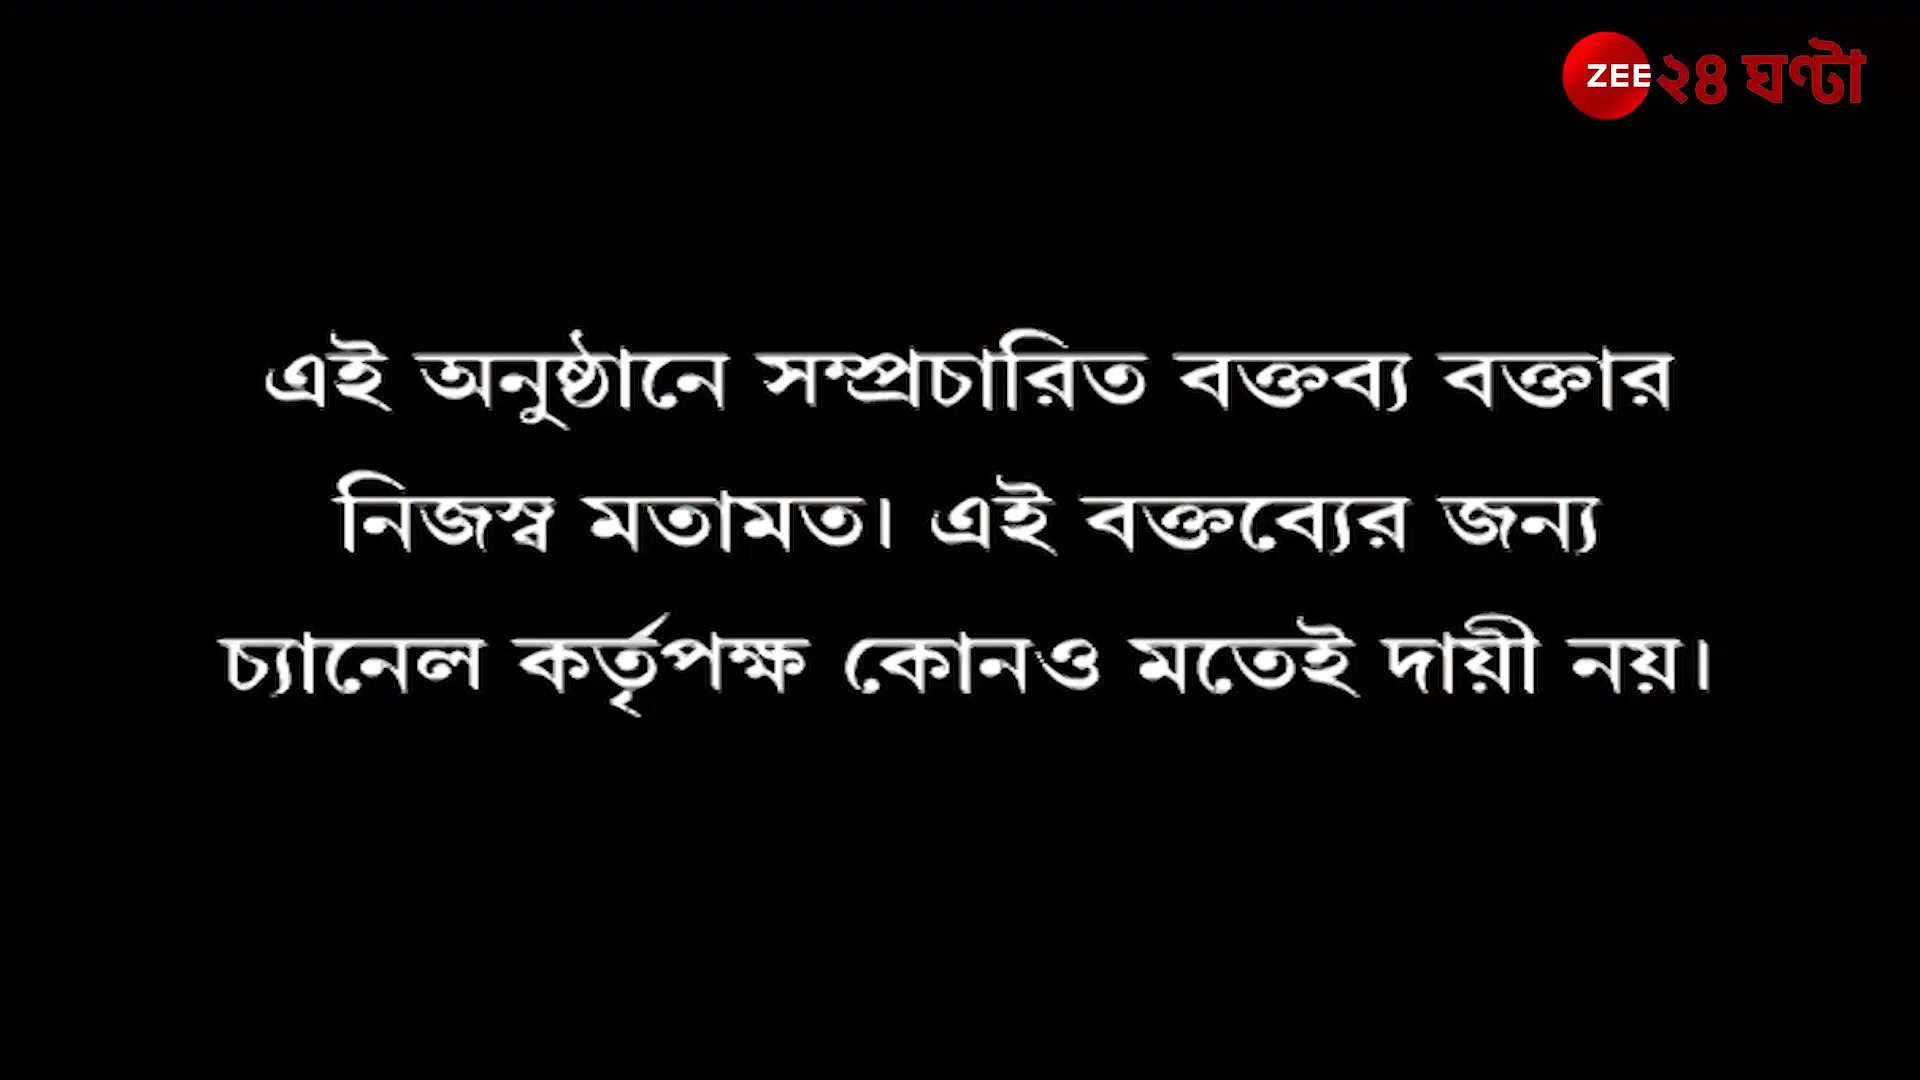 ZEE ২৪ ঘণ্টা
এই অনুষ্ঠানে সম্প্রচারিত বক্তব্য বক্তার
নিজস্ব মতামত। এই বক্তব্যের জন্য
চ্যানেল কর্তৃপক্ষ কোনও মতেই দায়ী নয়।